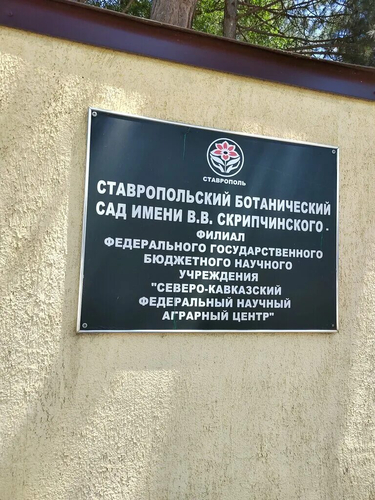 СТАВРОПОЛЬ
СТАВРОПОЛЬСКИЙ БОТАНИЧЕСКИЙ
САД ИМЕНИ В.В. СКРИПЧИНСКОГО -
ФИЛИАЛ
ФЕДЕРАЛЬНОГО ГОСУДАРСТВЕННОГО
БЮДЖЕТНОГО НАУЧНОГО
УЧРЕЖДЕНИЯ
"СЕВЕРО-КАВКАЗСКИЙ
ФЕДЕРАЛЬНЫЙ НАУЧНЫЙ
АГРАРНЫЙ ЦЕНТР"